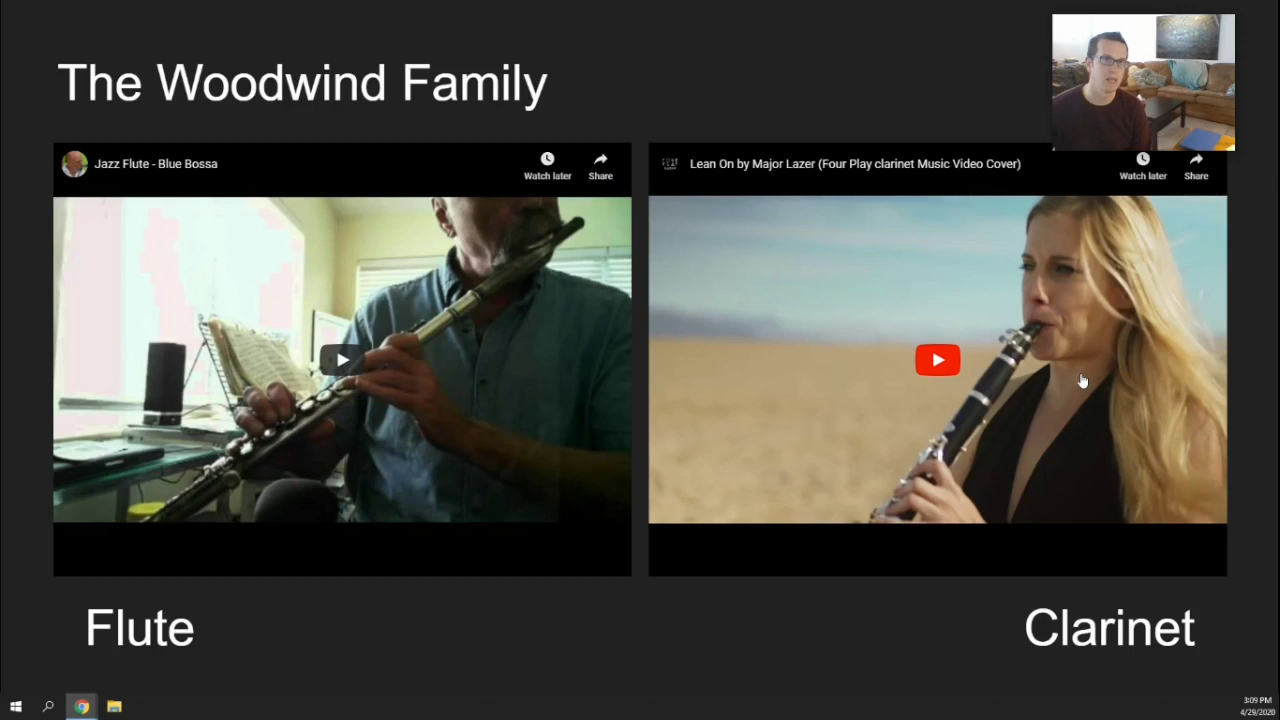 The Woodwind Family
Jazz Flute - Blue Bossa
Watch later
Share
Lean On by Major Lazer (Four Play clarinet Music Video Cover)
Watch later
Share
Flute
Clarinet
3:09 PM
4/29/2020